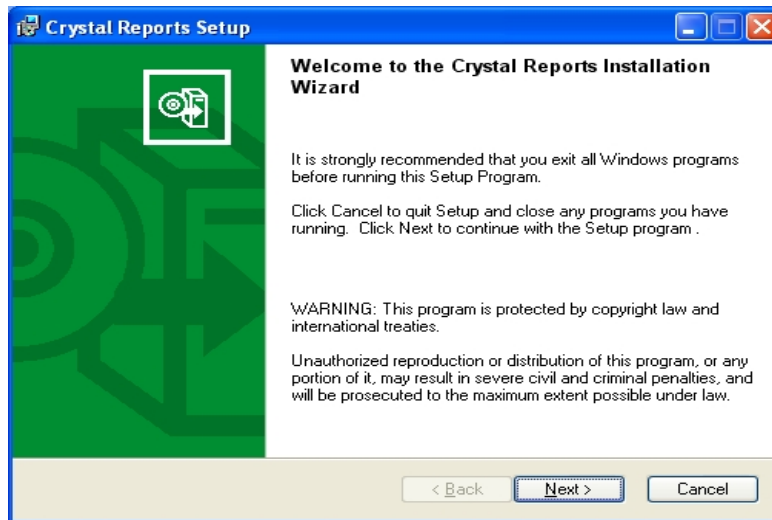 Crystal Reports Setup
Welcome to the Crystal Reports Installation
Wizard
It is strongly recommended that you exit all Windows programs
before running this Setup Program.
Click Cancel to quit Setup and close any programs you have
running. Click Next to continue with the Setup program .
WARNING: This program is protected by copyright law and
international treaties.
Unauthorized reproduction or distribution of this program, or any
portion of it, may result in severe civil and criminal penalties, and
will be prosecuted to the maximum extent possible under law.
< Back Next > Cancel